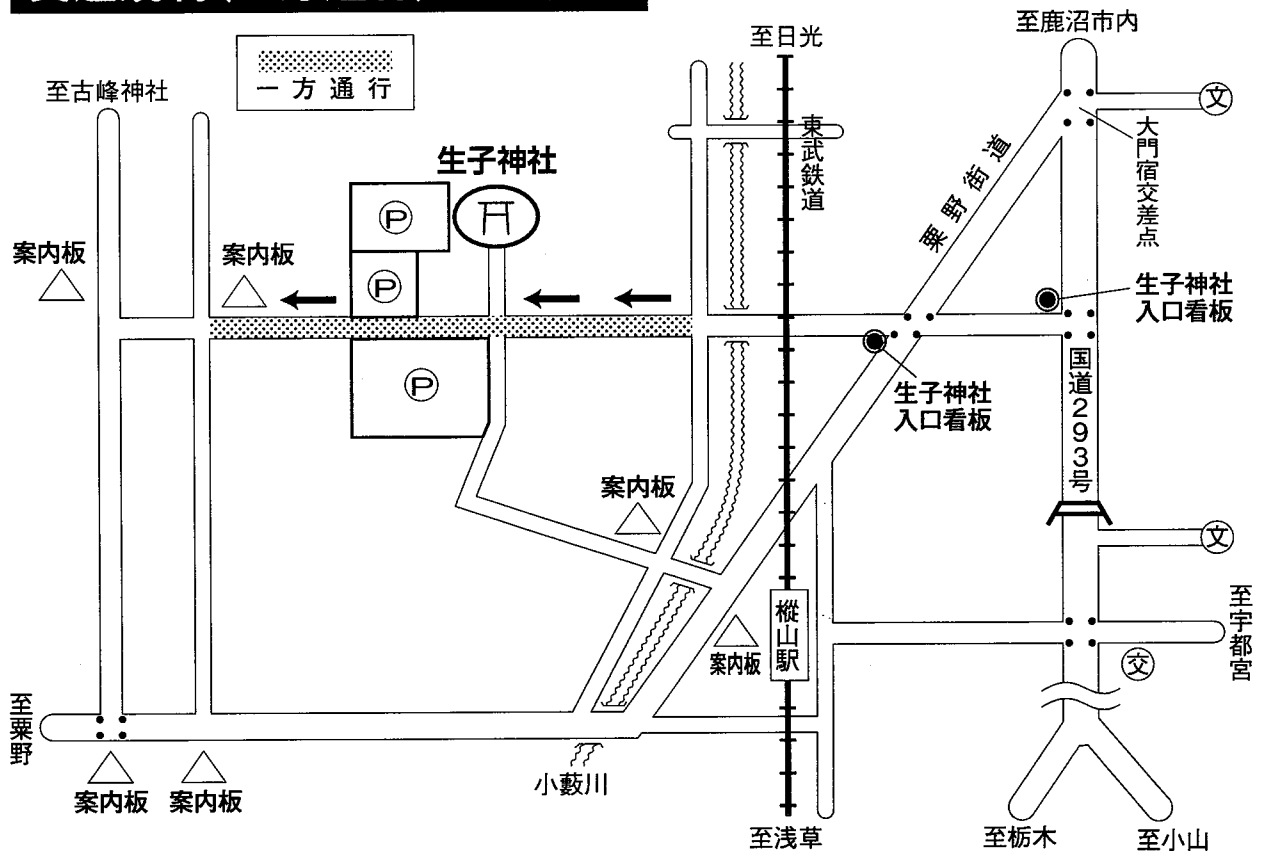 一方通行
至古峰神社
至日光
至鹿沼市内
文
東武鉄道
大門宿交差点
粟野街道
生子神社
P
P
P
案内板
案内板
生子神社
入口看板
生子神社
入口看板
国道293号
案内板
文
樅山駅
案内板
至宇都宮
交
至粟野
案内板
案内板
小藪川
至浅草
至栃木
至小山